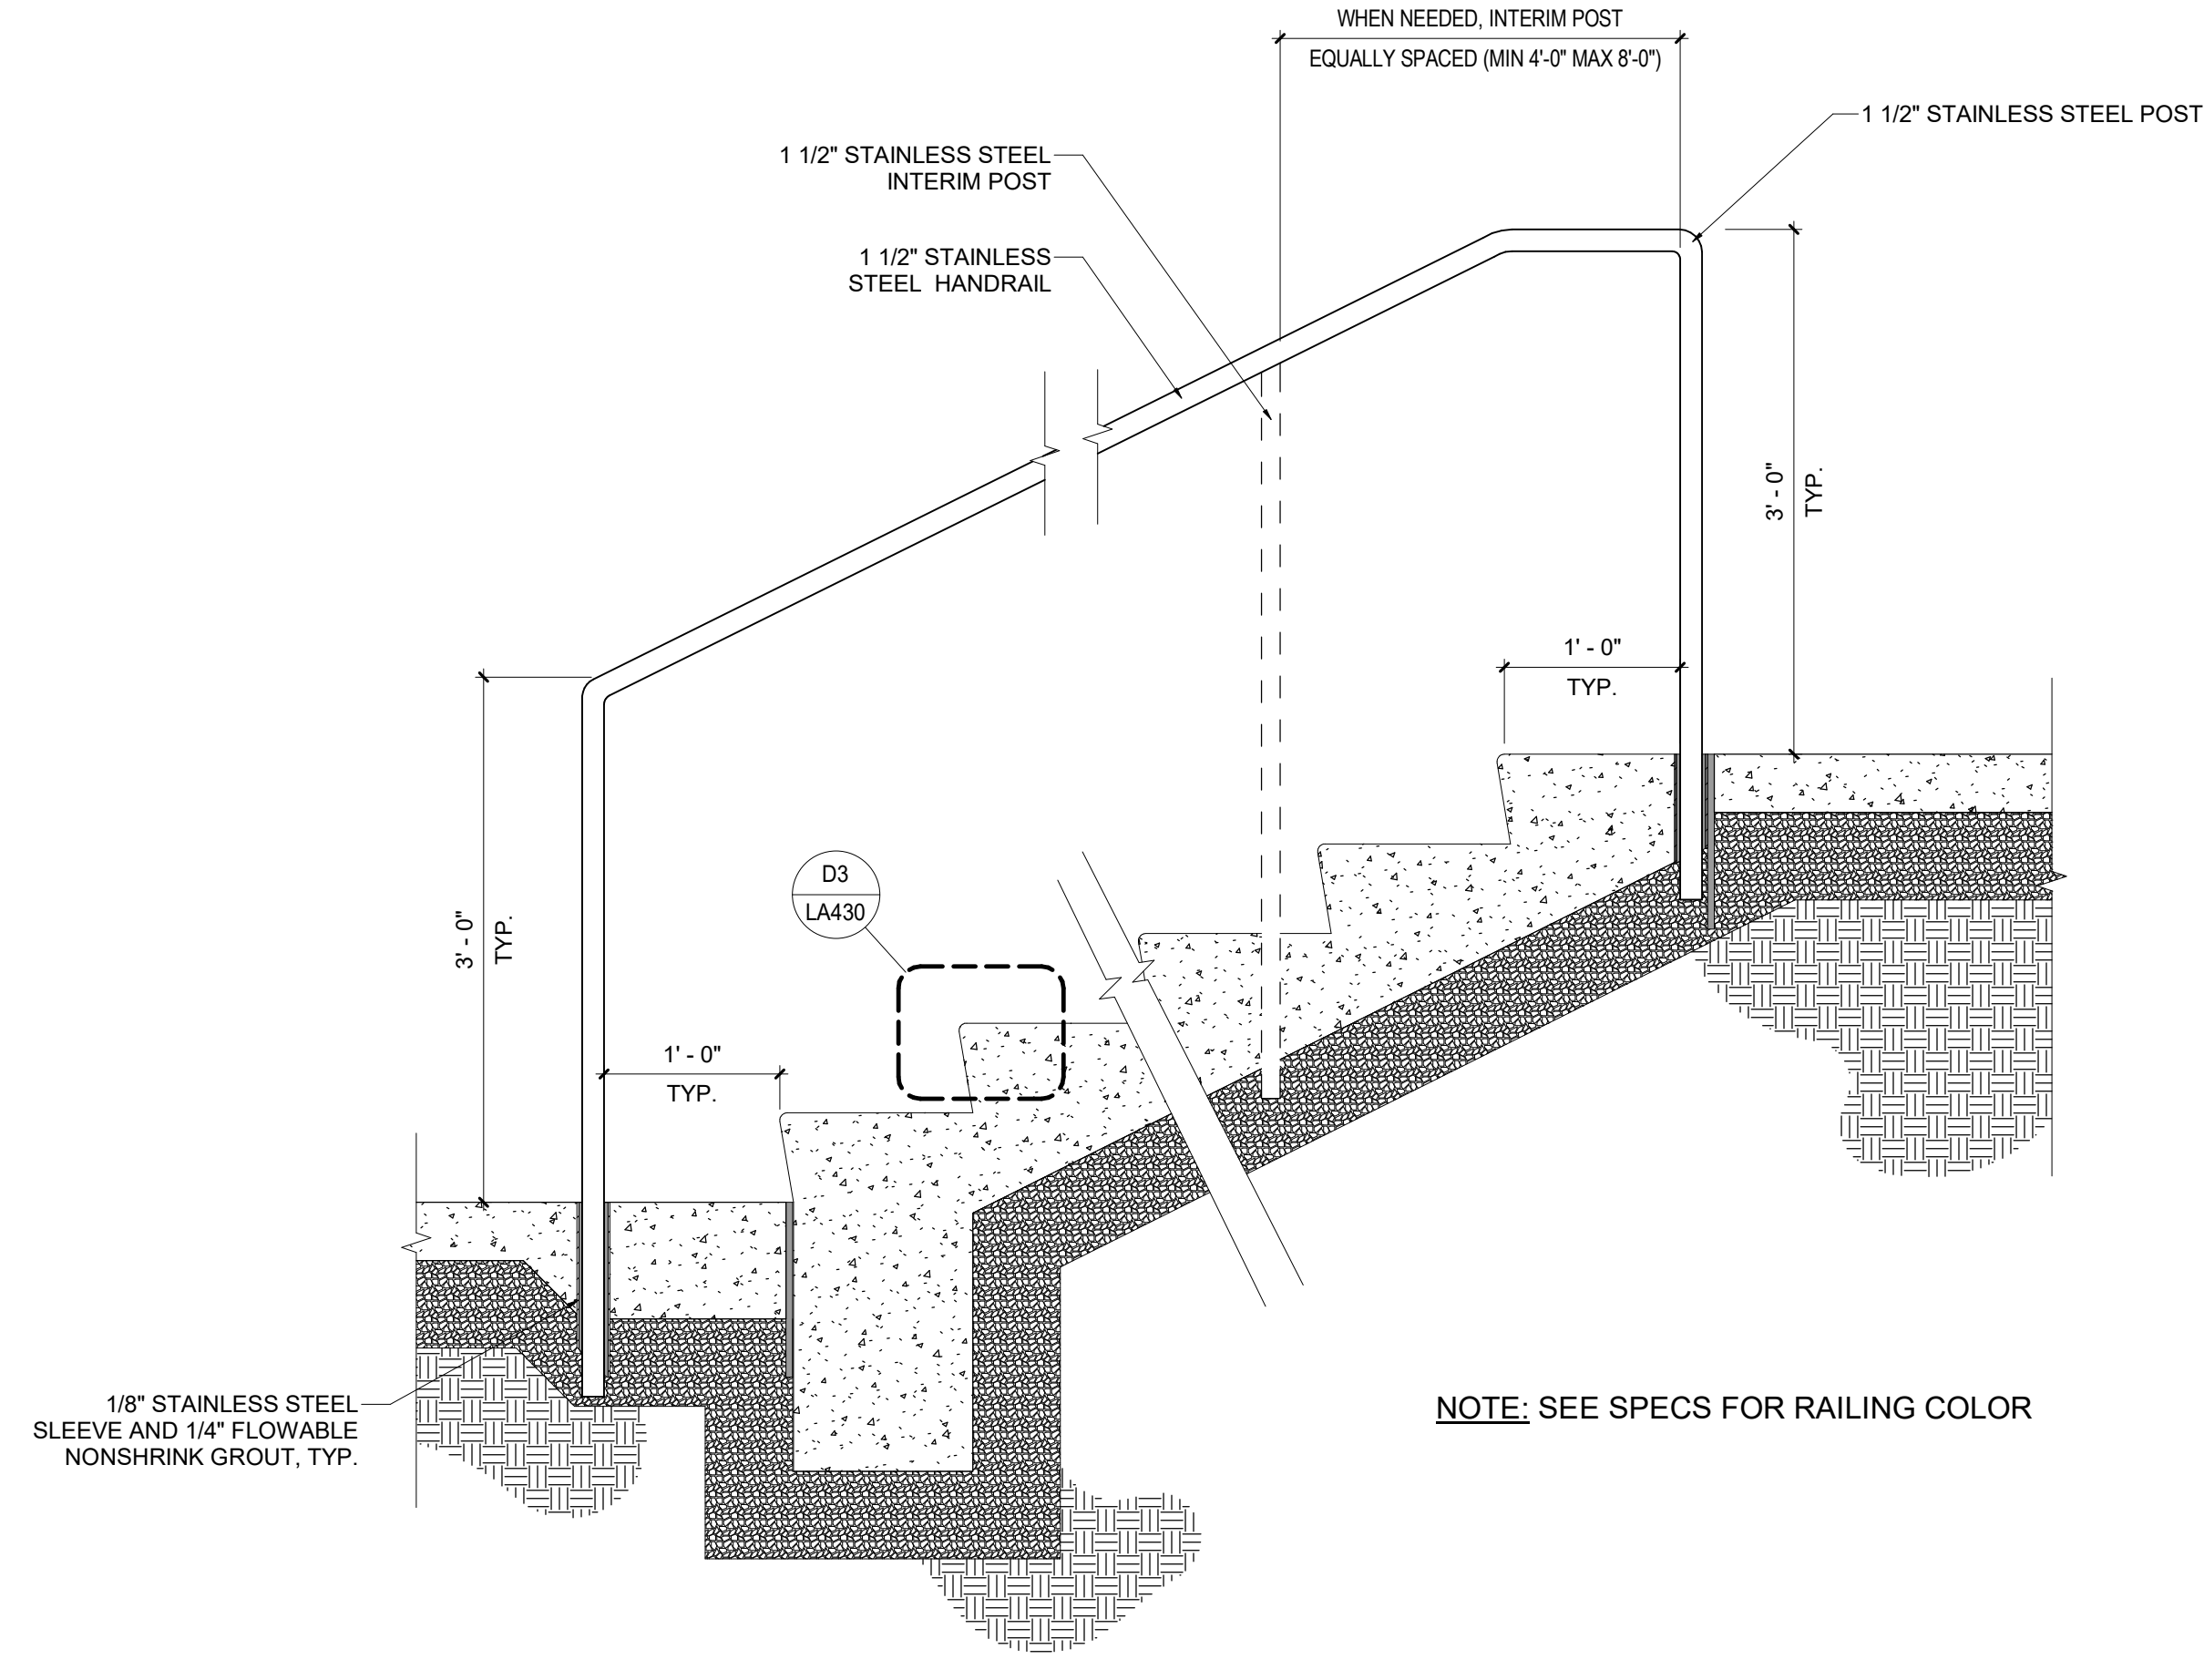 WHEN NEEDED, INTERIM POST
EQUALLY SPACED (MIN 4'-0" MAX 8'-0")
1 1/2" STAINLESS STEEL POST
1 1/2" STAINLESS STEEL
INTERIM POST
1 1/2" STAINLESS
STEEL HANDRAIL
3' - 0"
TYP.
1' - 0"
TYP.
D3
LA430
3' - 0"
TYP.
1' - 0"
TYP.
1/8" STAINLESS STEEL
SLEEVE AND 1/4" FLOWABLE
NONSHRINK GROUT, TYP.
NOTE: SEE SPECS FOR RAILING COLOR